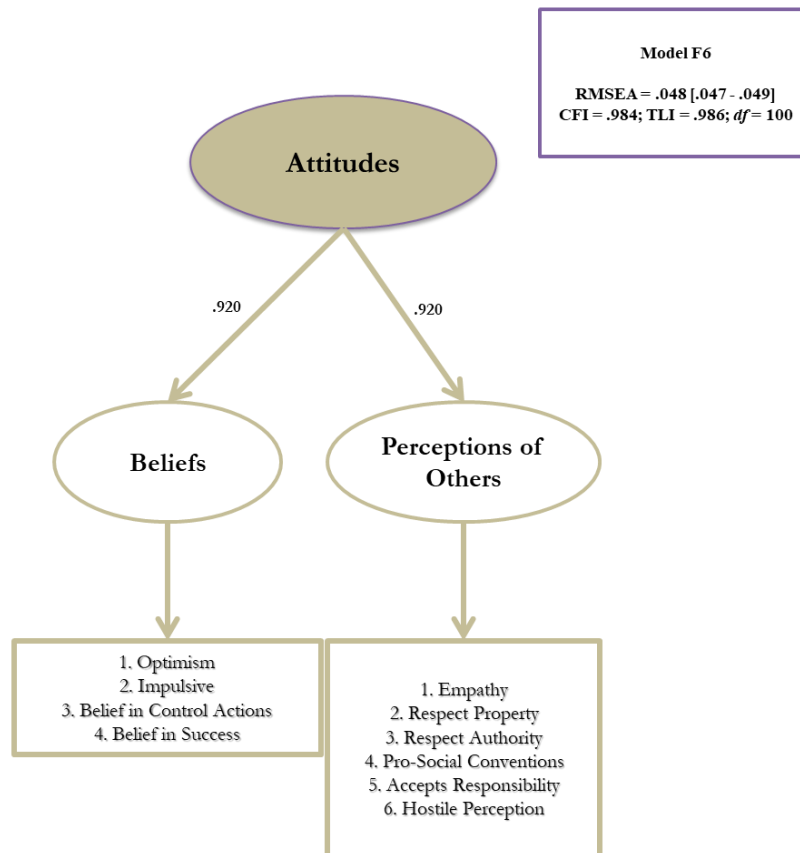 Model F6
RMSEA = .048 [.047 - .049]
CFI = .984; TLI = .986; df = 100
Attitudes
.920
.920
Beliefs
Perceptions of
Others
1. Optimism
2. Impulsive
3. Belief in Control Actions
4. Belief in Success
1. Empathy
2. Respect Property
3. Respect Authority
4. Pro-Social Conventions
5. Accepts Responsibility
6. Hostile Perception